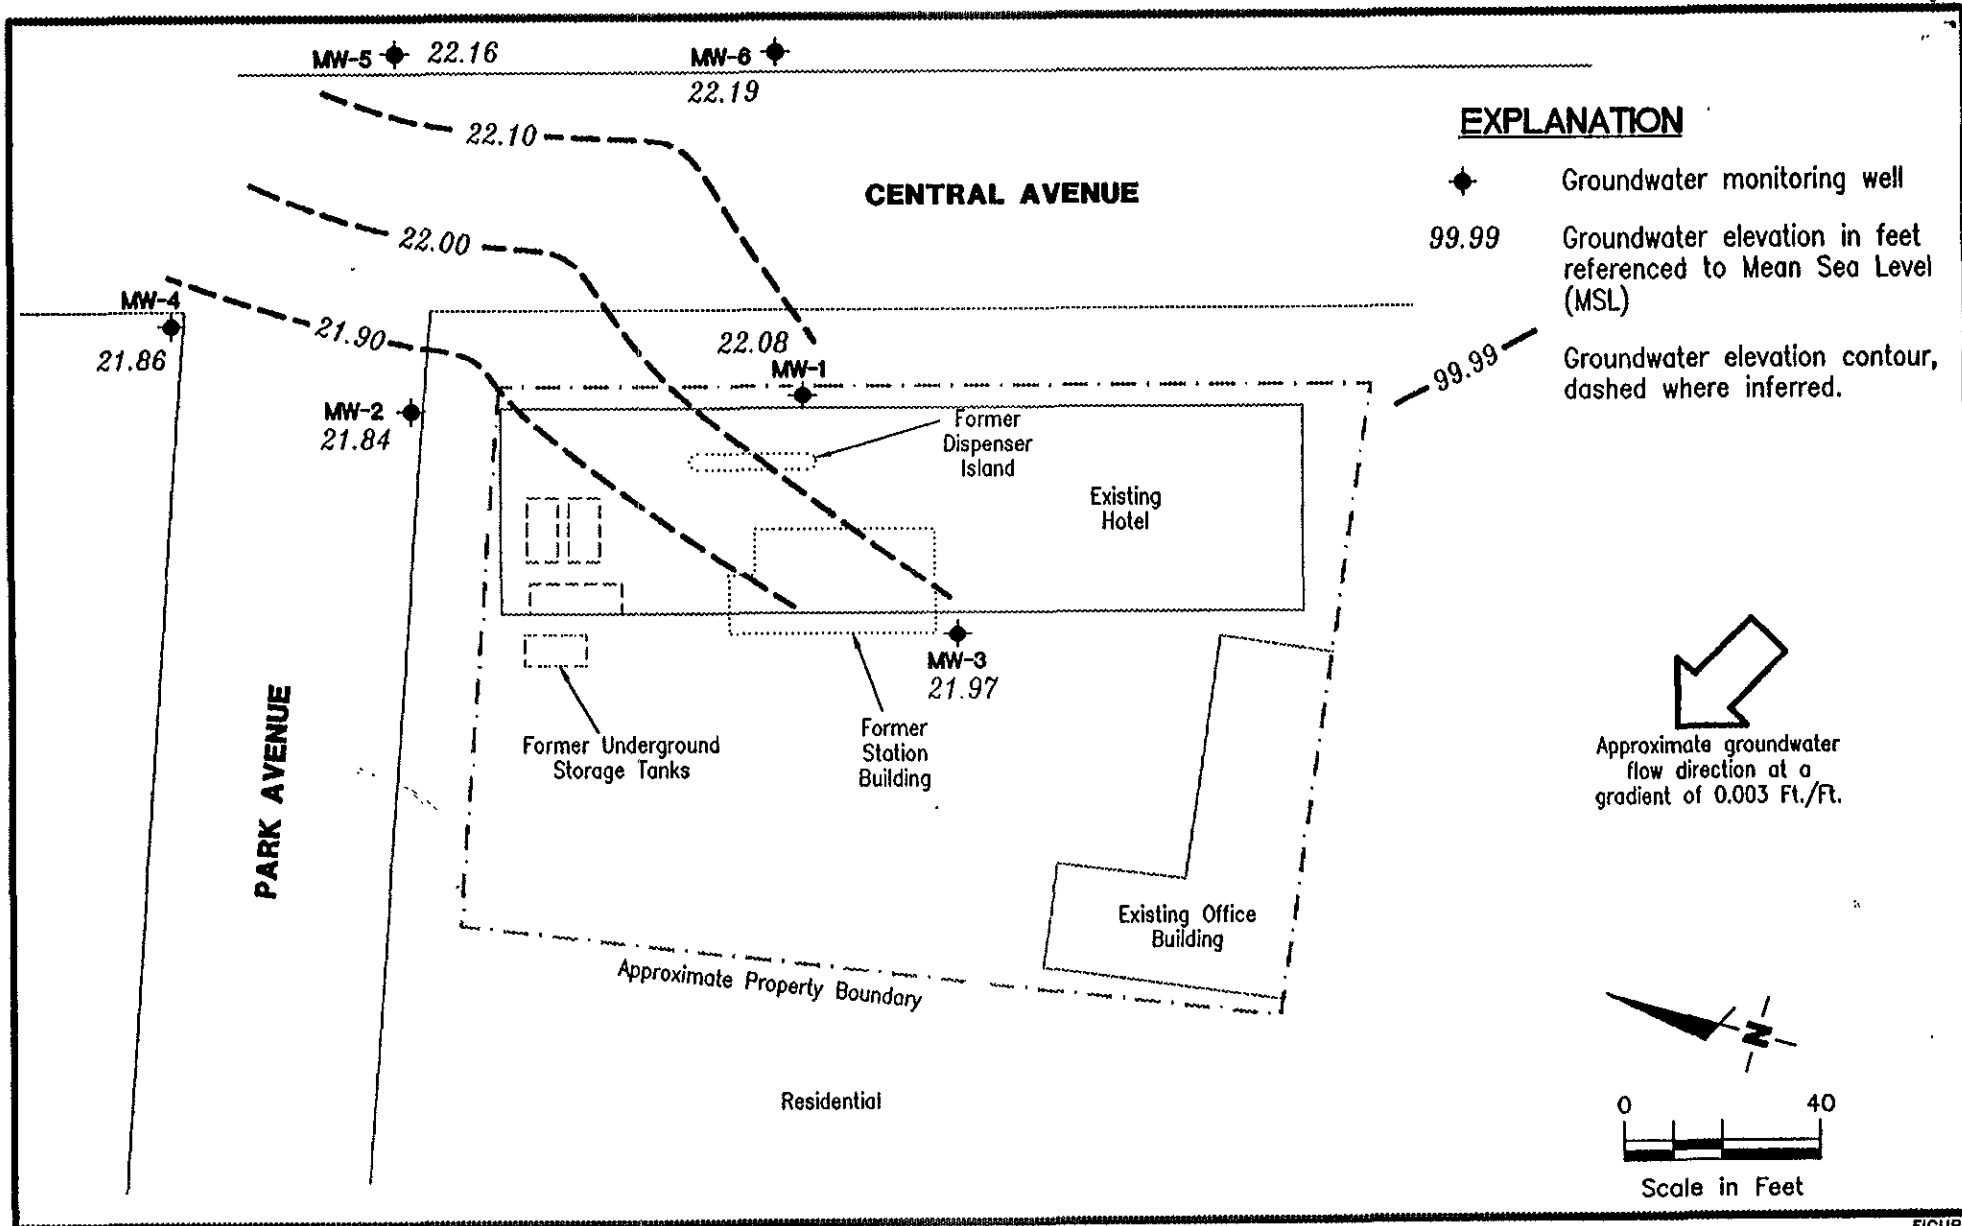 MW-5 22.16
MW-6
22.19
22.10
EXPLANATION
Groundwater monitoring well
CENTRAL AVENUE
99.99 Groundwater elevation in feet
referenced to Mean Sea Level
(MSL)
22.00
MW-4
21.86
21.90
22.08
MW-1
99.99 Groundwater elevation contour,
dashed where inferred.
MW-2
21.84
Former
Dispenser
Island
Existing
Hotel
MW-3
21.97
PARK AVENUE
Former Underground
Storage Tanks
Former
Station
Building
Approximate groundwater
flow direction at a
gradient of 0.003 Ft./Ft.
Existing Office
Building
Approximate Property Boundary
N
Residential
0 40
Scale in Feet